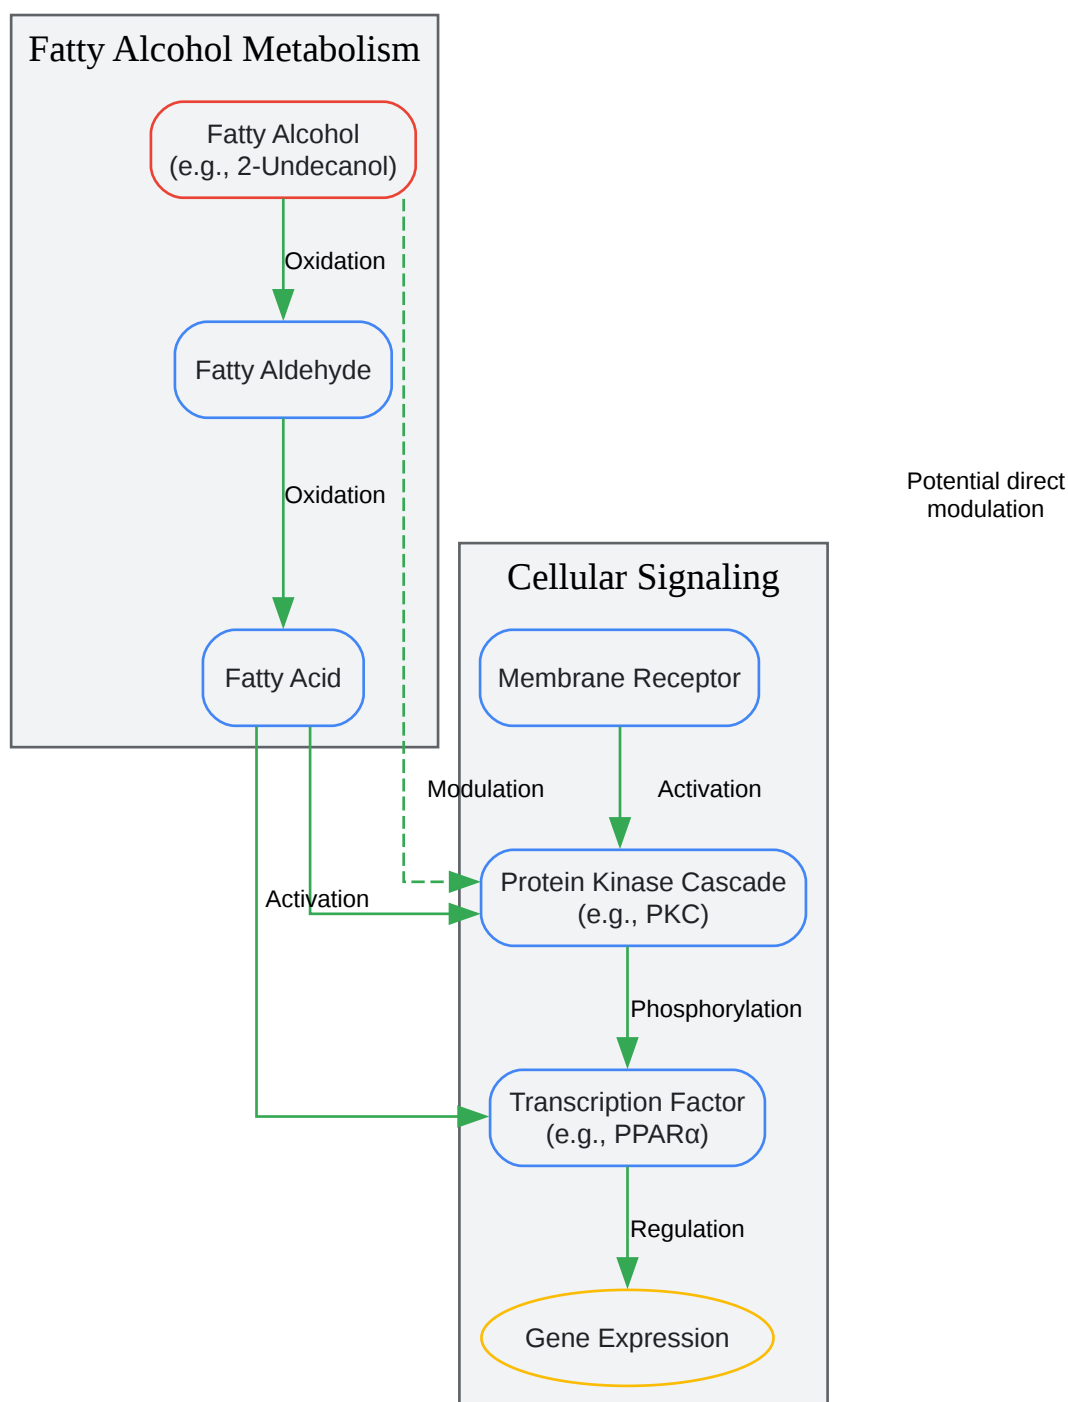 Fatty Alcohol Metabolism
Fatty Alcohol
(e.g., 2-Undecanol)
Oxidation
Fatty Aldehyde
Oxidation
Potential direct
modulation
Cellular Signaling
Fatty Acid
Membrane Receptor
Modulation
Activation
Protein Kinase Cascade
(e.g., PKC)
Activation
Phosphorylation
Transcription Factor
(e.g., PPARα)
Regulation
Gene Expression